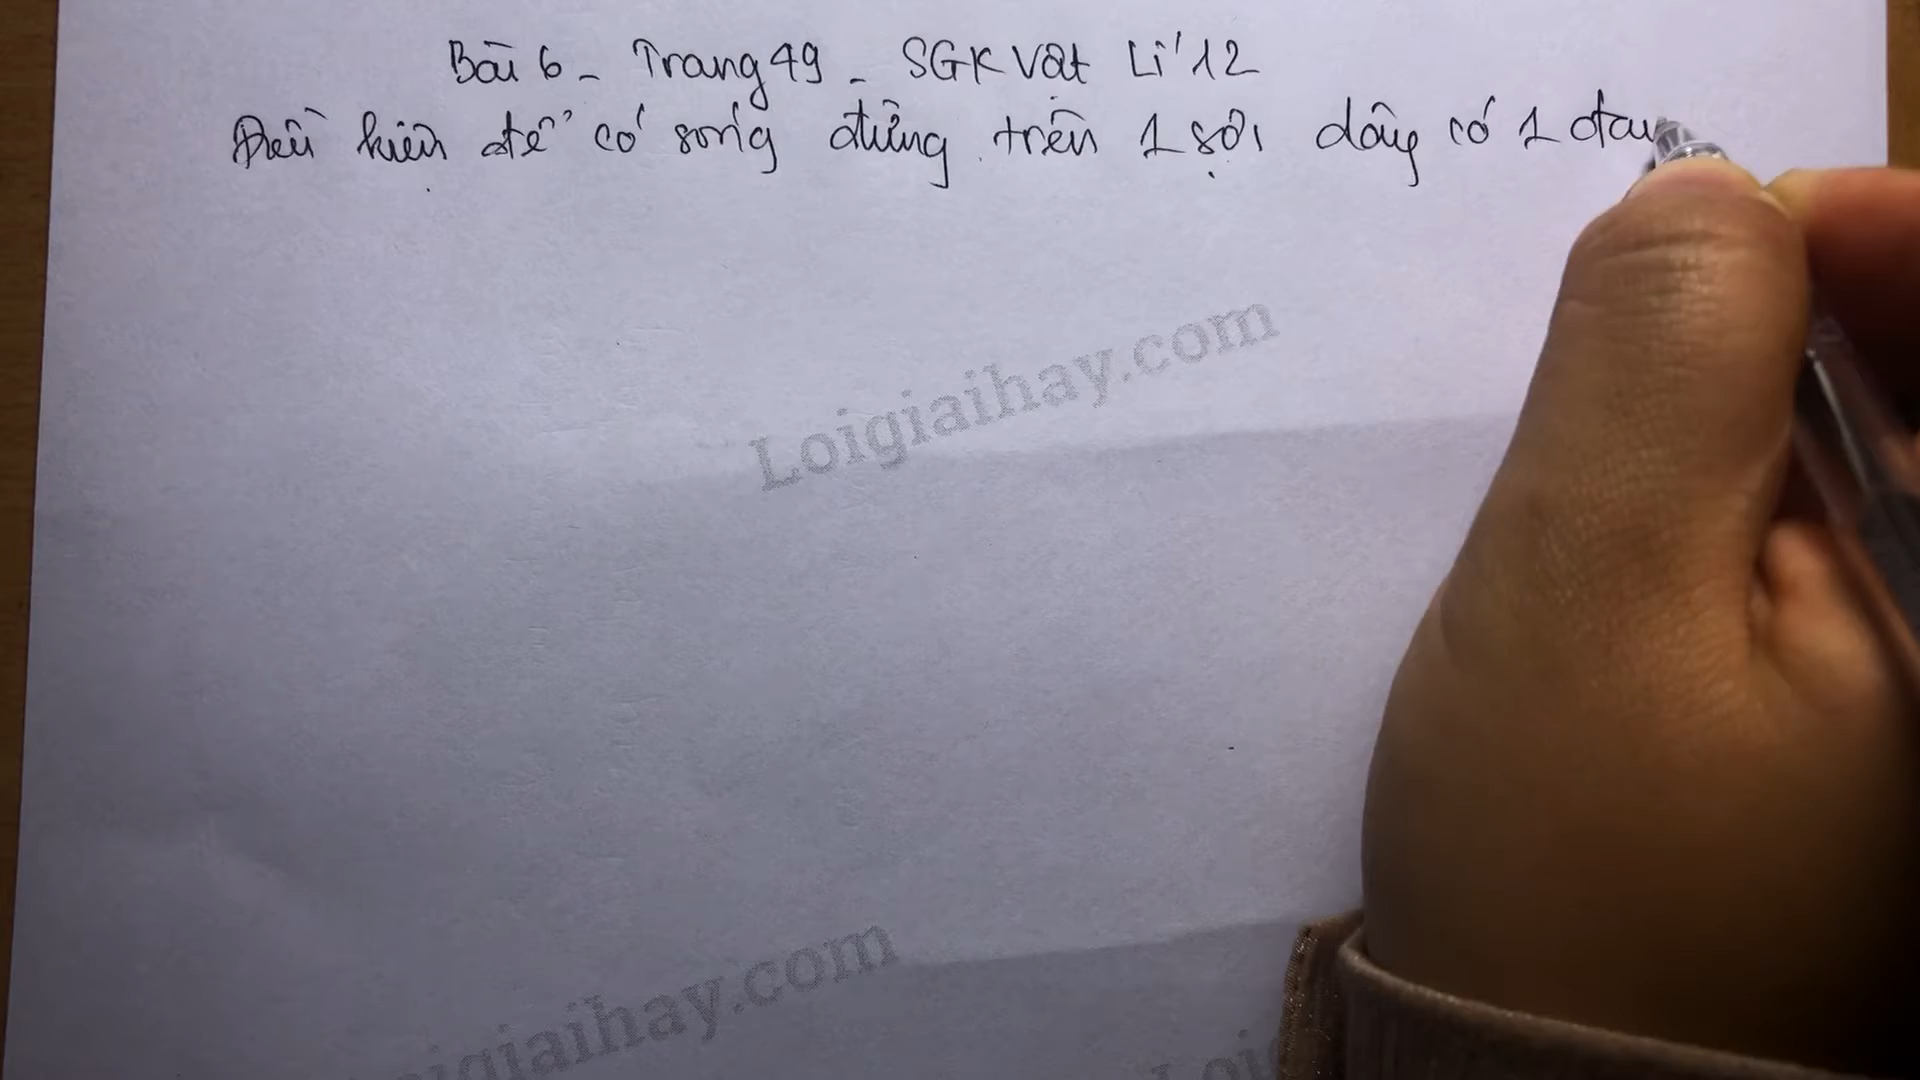 Bài 6 - Trang 49 - SGK Vật Lí 12
Điều kiện để có sóng dừng trên 1 sợi dây có 1 đầu
Loigiaihay.com
Loigiaihay.com
Loig